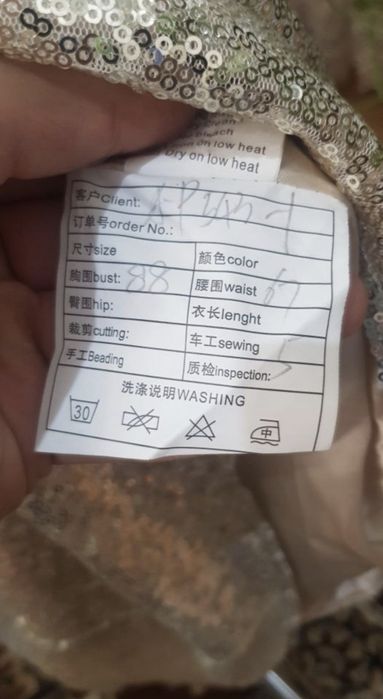 on low heat
Dry on low heat
客户Client:
订单号order No.:
尺寸size 颜色color
胸围bust: 88 腰围waist
臀围hip: 衣长lenght
裁剪cutting: 车工sewing
手工Beading 质检inspection:
洗涤说明WASHING
30 中